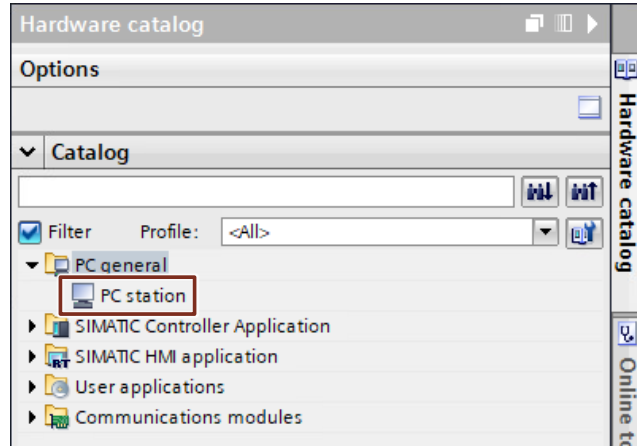 Hardware catalog
Options
Catalog
Filter
Profile:
<All>
PC general
PC station
SIMATIC Controller Application
RT
SIMATIC HMI application
User applications
Communications modules
Hardware catalog
Online to